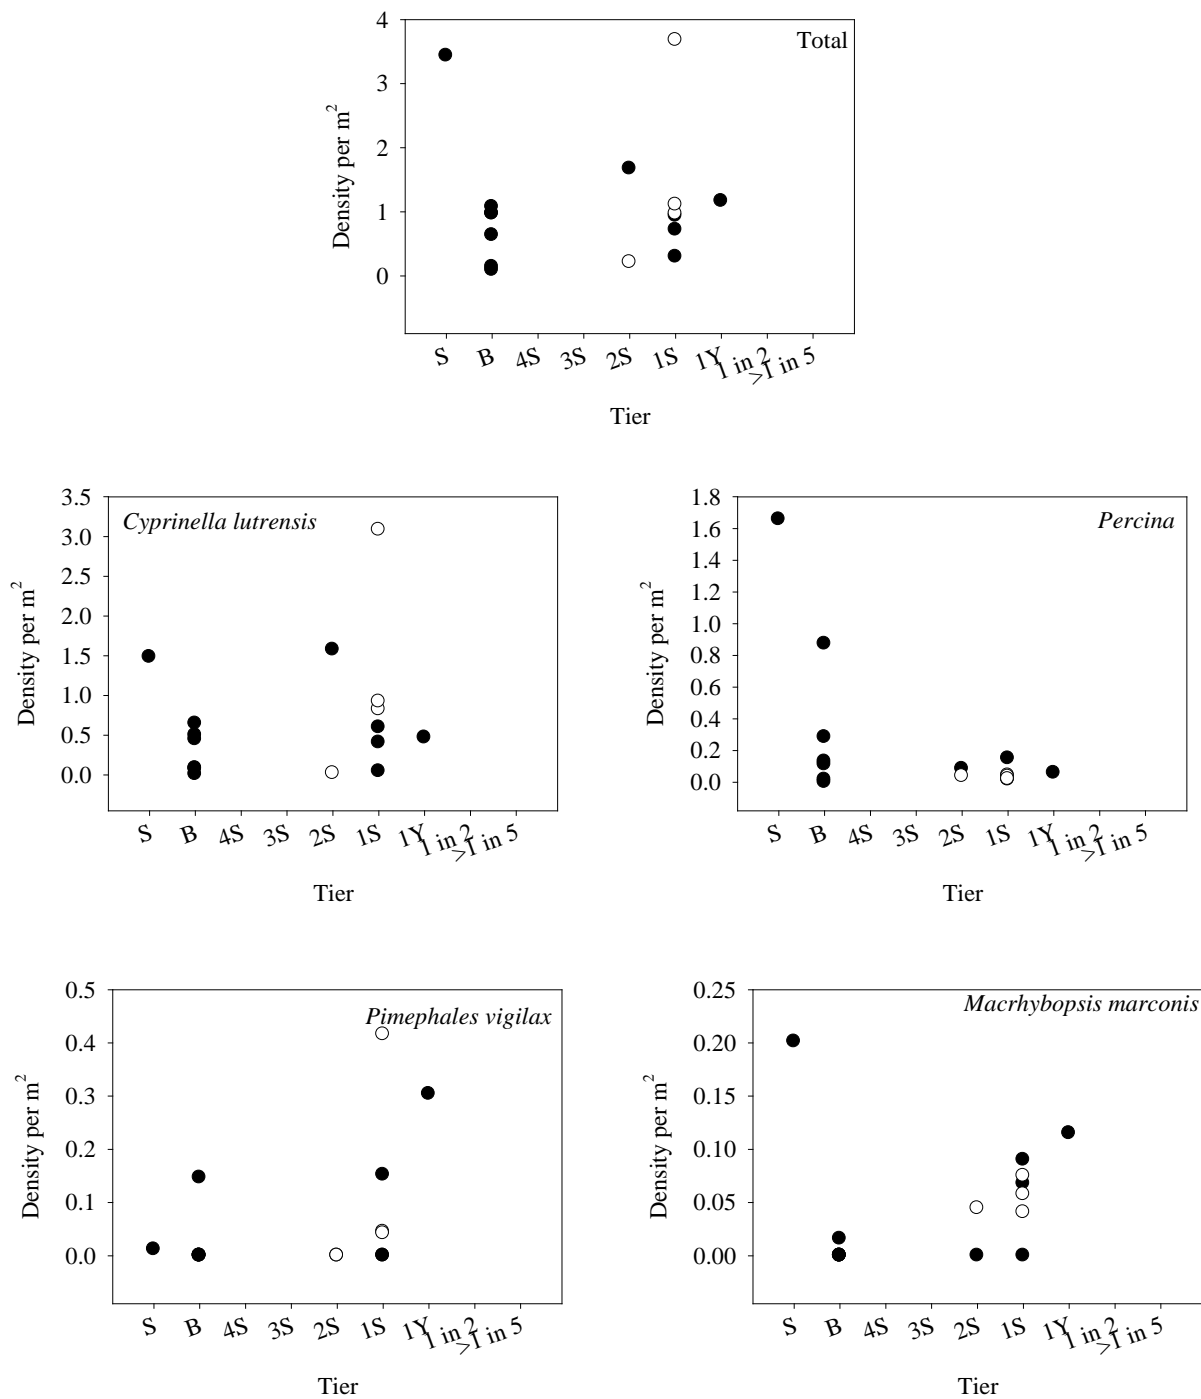 Total
Density per m²
4
3
2
1
0
S B 4S 3S 2S 1S 1Y 1 in 2 >1 in 5
Tier
Cyprinella lutrensis
Density per m²
3.5
3.0
2.5
2.0
1.5
1.0
0.5
0.0
S B 4S 3S 2S 1S 1Y 1 in 2 >1 in 5
Tier
Percina
Density per m²
1.8
1.6
1.4
1.2
1.0
0.8
0.6
0.4
0.2
0.0
S B 4S 3S 2S 1S 1Y 1 in 2 >1 in 5
Tier
Pimephales vigilax
Density per m²
0.5
0.4
0.3
0.2
0.1
0.0
S B 4S 3S 2S 1S 1Y 1 in 2 >1 in 5
Tier
Macrhybopsis marconis
Density per m²
0.25
0.20
0.15
0.10
0.05
0.00
S B 4S 3S 2S 1S 1Y 1 in 2 >1 in 5
Tier